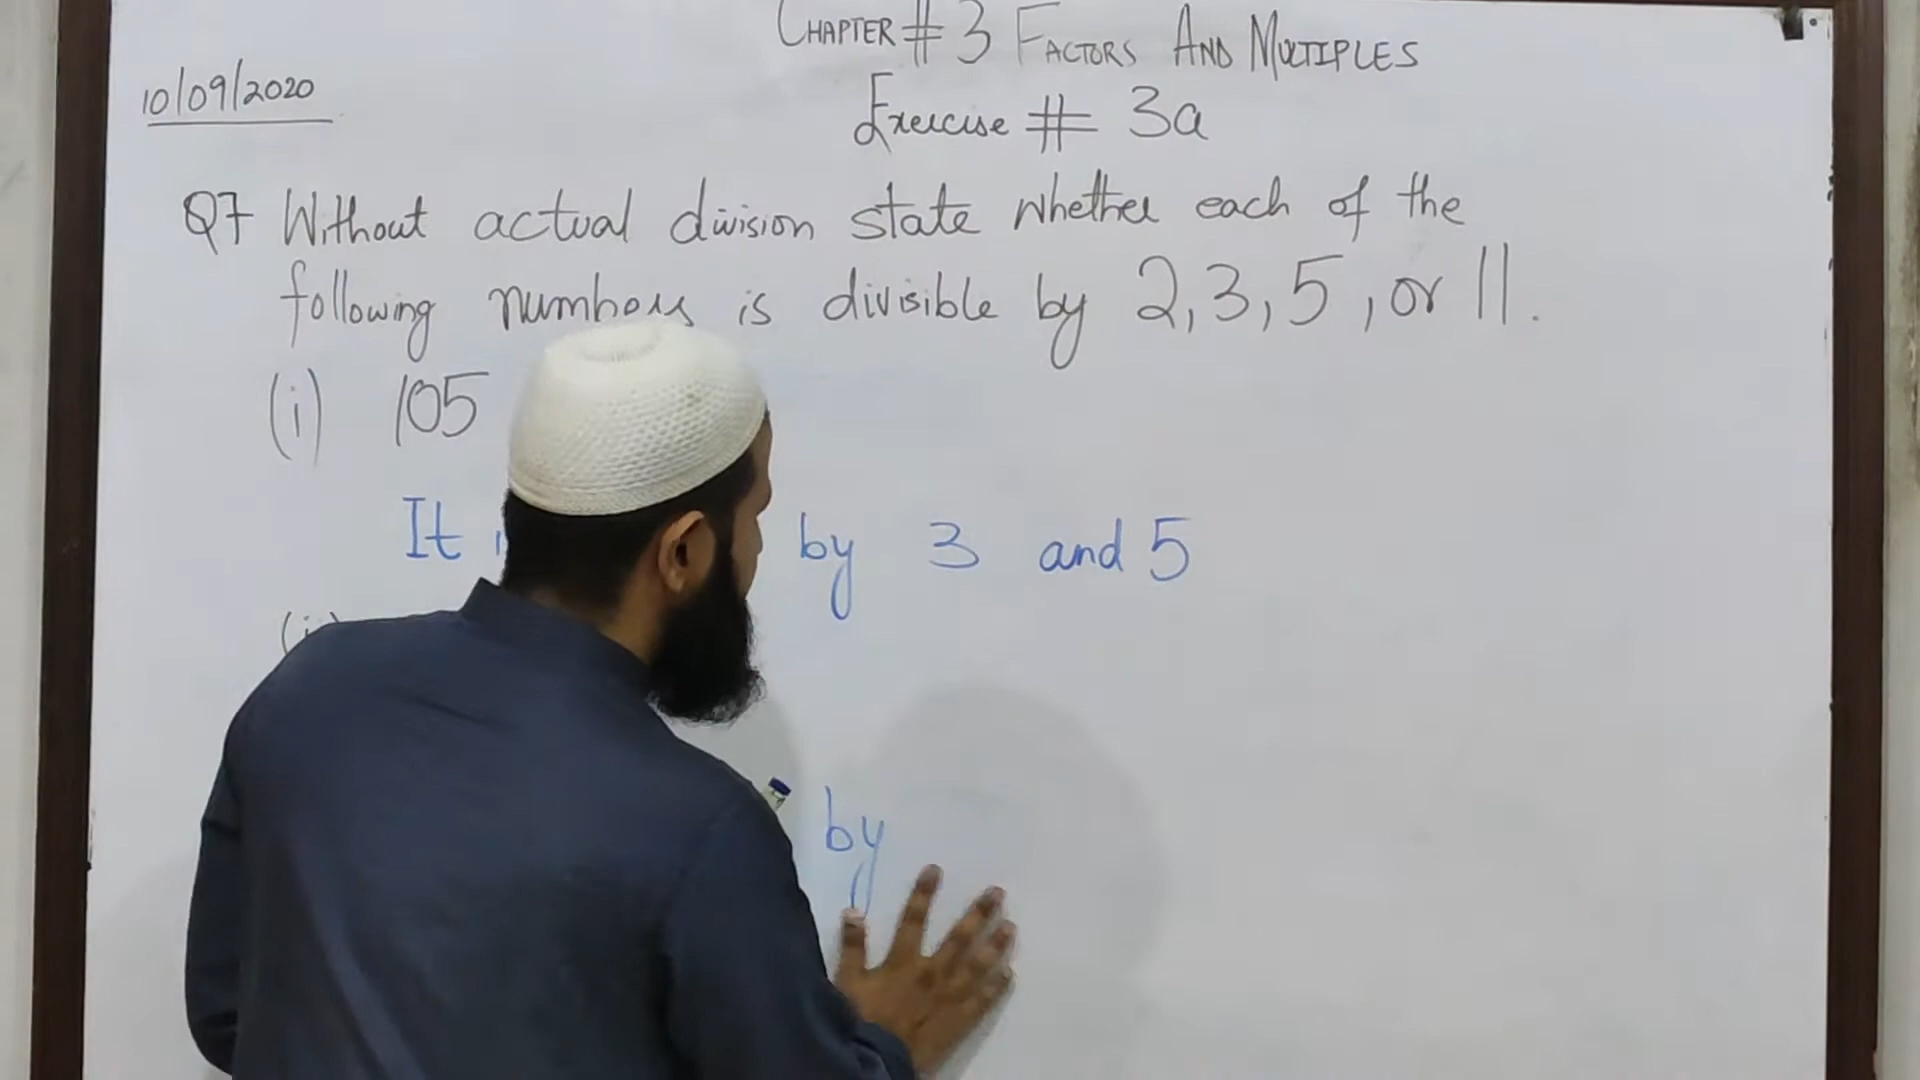 CHAPTER # 3 FACTORS AND MULTIPLES
Exercise # 3a
10/09/2020
Q7 Without actual division state whether each of the
following numbers is divisible by 2, 3, 5, or 11.
(i) 105
It by 3 and 5
by